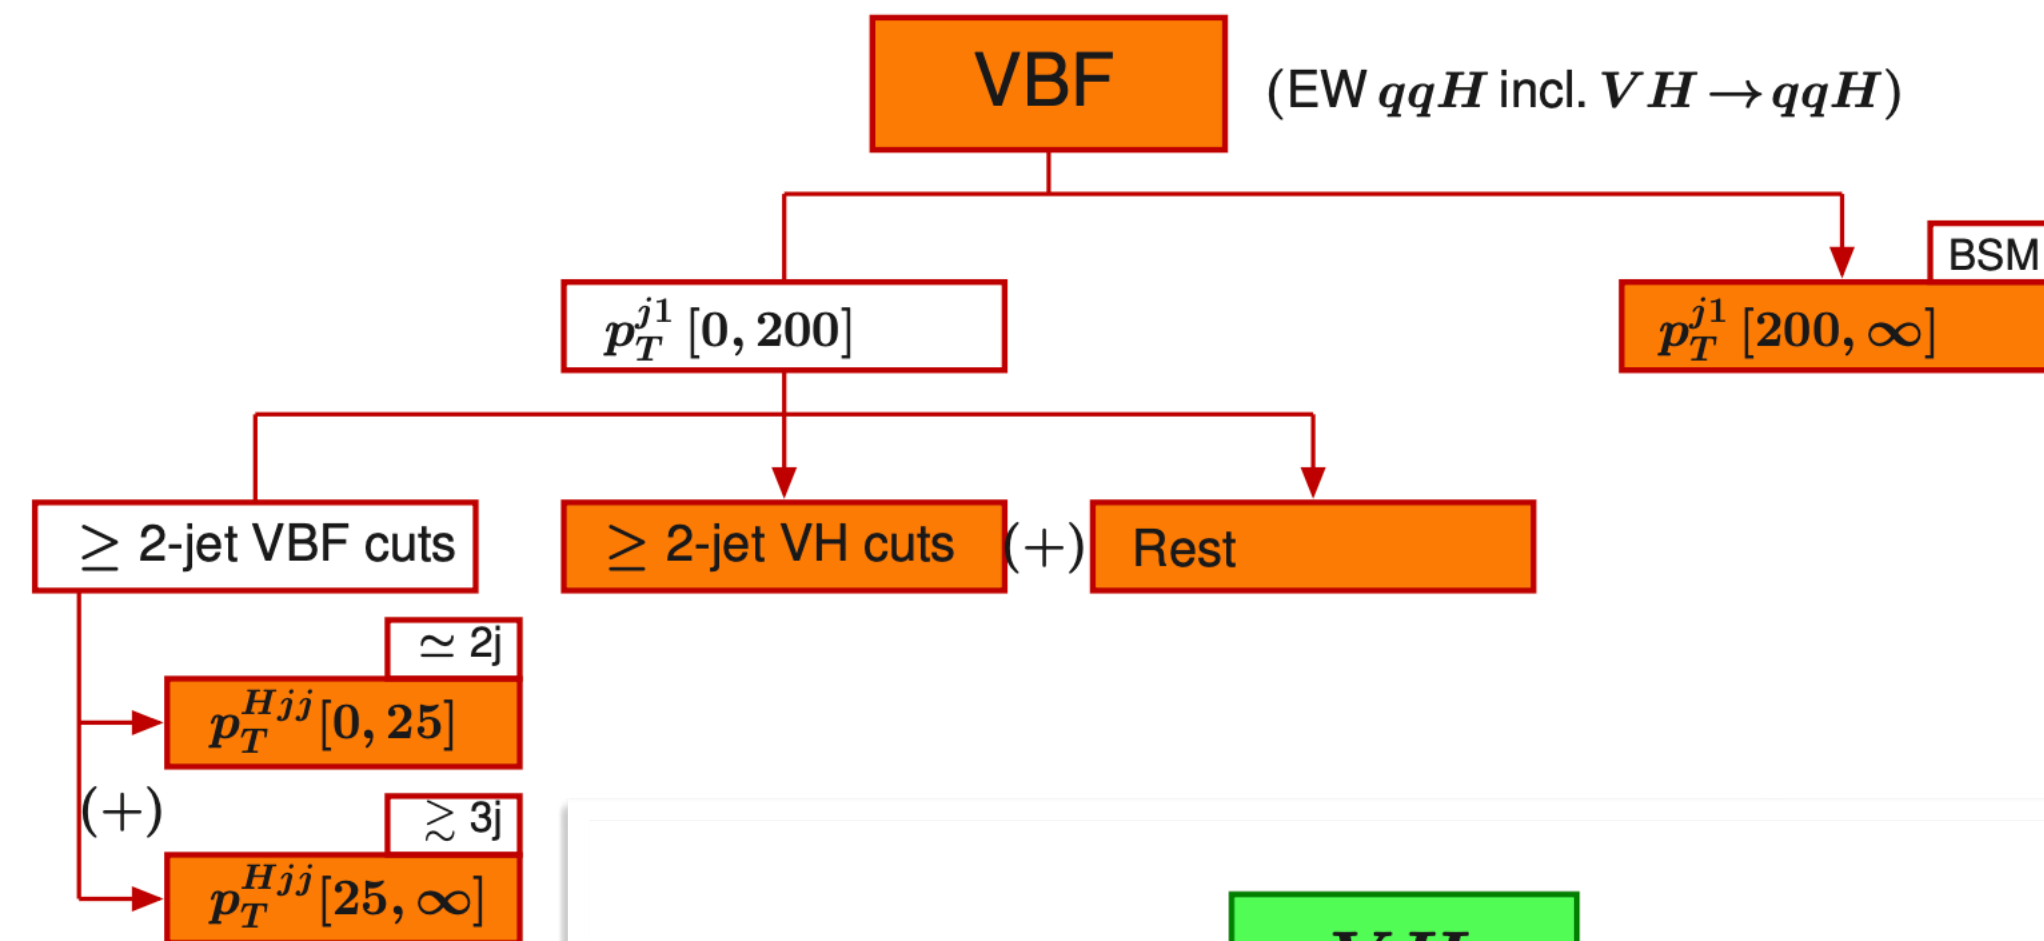 VBF
(EW qqH incl. VH → qqH)
BSM
p_T^{j1} [0, 200]
p_T^{j1} [200, ∞]
≥ 2-jet VBF cuts
≥ 2-jet VH cuts
(+)
Rest
≃ 2j
p_T^{Hjj} [0, 25]
(+)
≳ 3j
p_T^{Hjj} [25, ∞]
VH